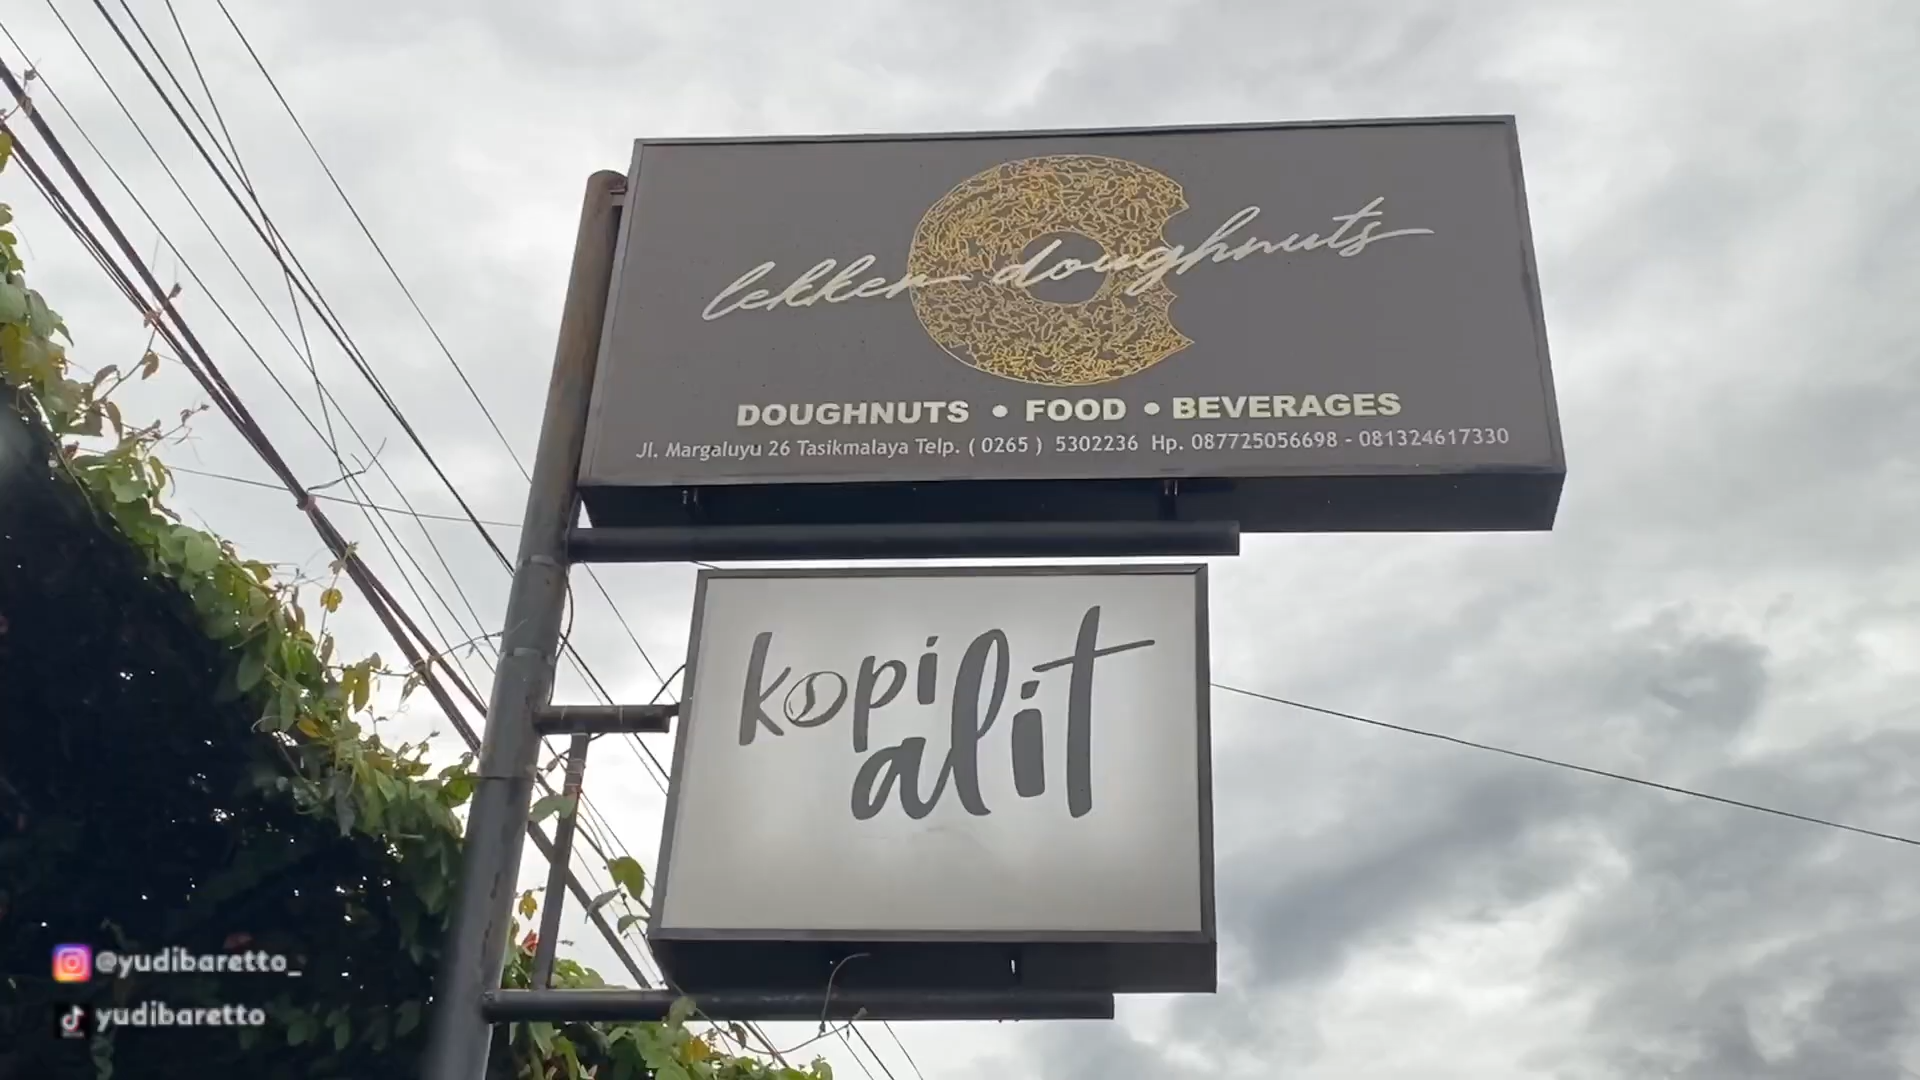 lekker doughnuts
DOUGHNUTS • FOOD • BEVERAGES
Jl. Margaluyu 26 Tasikmalaya Telp. ( 0265 ) 5302236 Hp. 087725056698 - 081324617330
kopi
alit
@yudibaretto_
yudibaretto